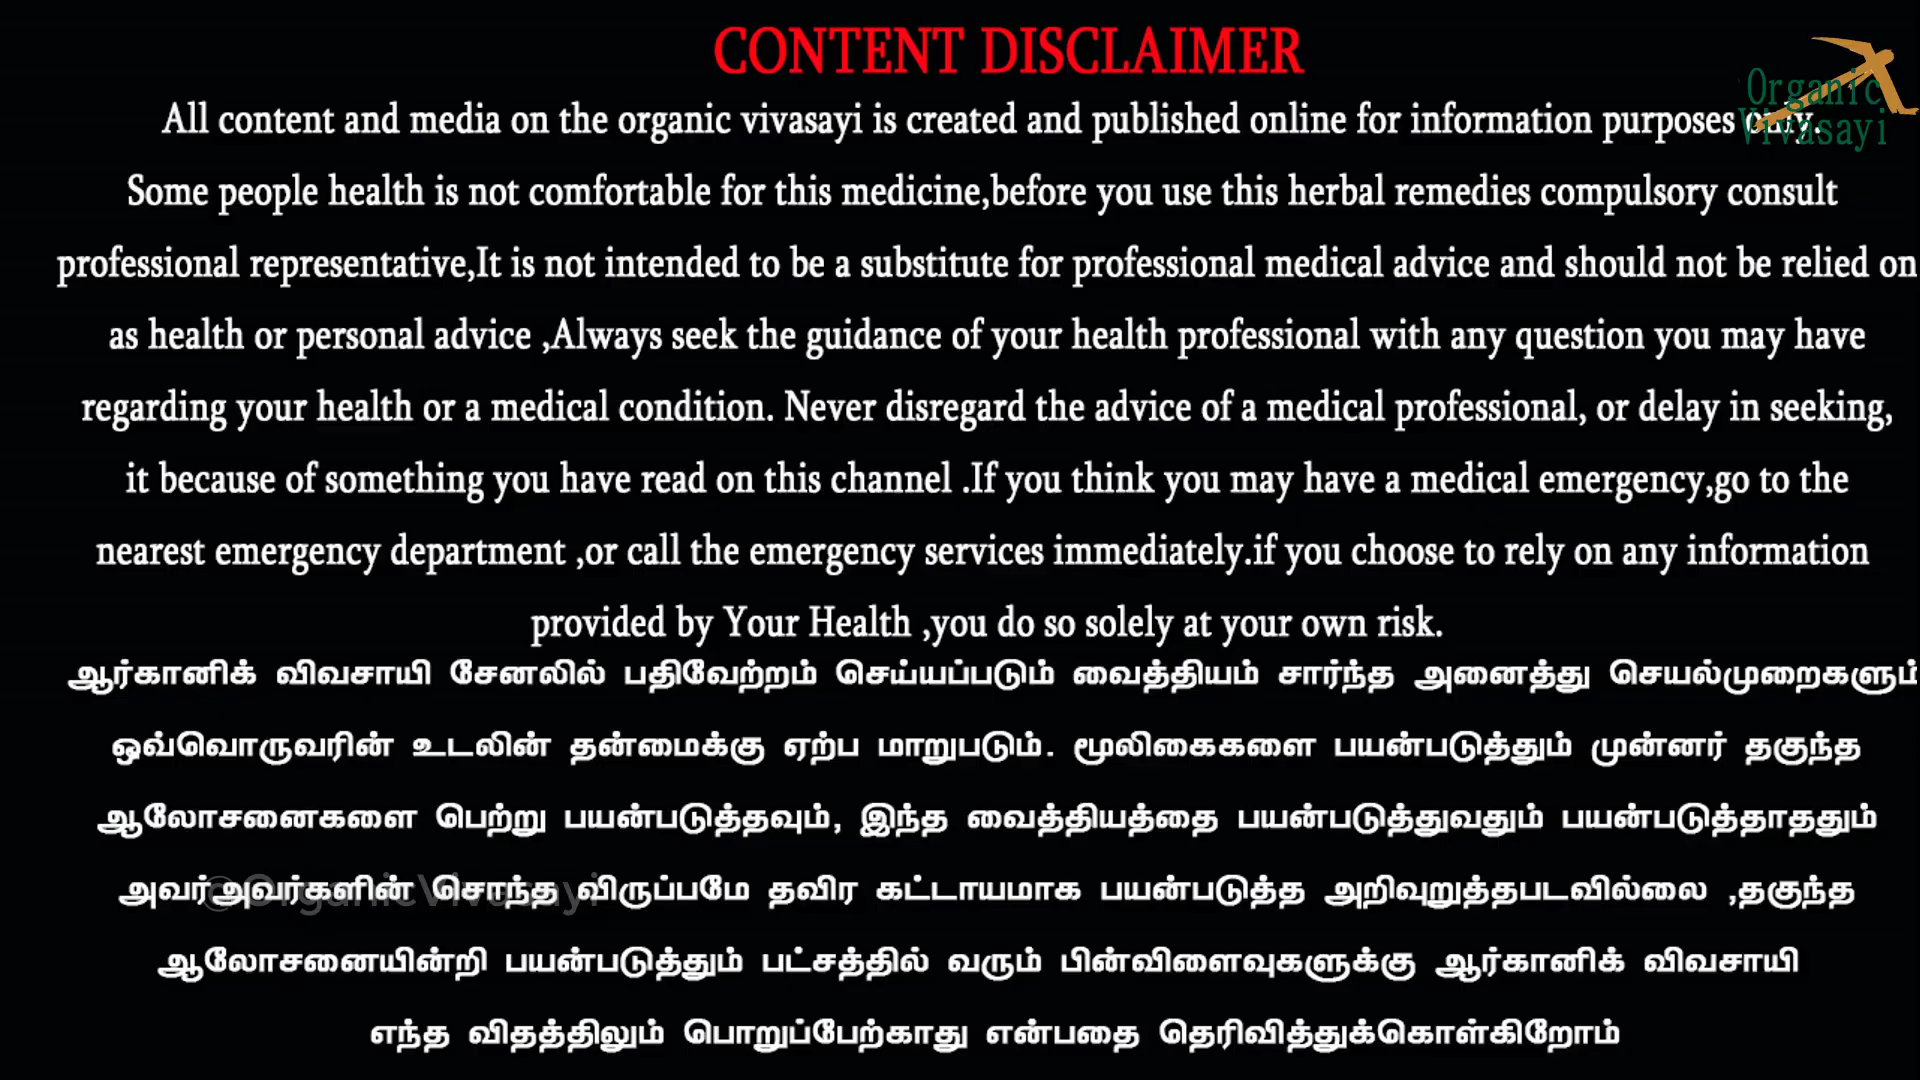 CONTENT DISCLAIMER
Organic
Vivasayi
All content and media on the organic vivasayi is created and published online for information purposes only.
Some people health is not comfortable for this medicine,before you use this herbal remedies compulsory consult
professional representative,It is not intended to be a substitute for professional medical advice and should not be relied on
as health or personal advice ,Always seek the guidance of your health professional with any question you may have
regarding your health or a medical condition. Never disregard the advice of a medical professional, or delay in seeking,
it because of something you have read on this channel .If you think you may have a medical emergency,go to the
nearest emergency department ,or call the emergency services immediately.if you choose to rely on any information
provided by Your Health ,you do so solely at your own risk.
ஆர்கானிக் விவசாயி சேனலில் பதிவேற்றம் செய்யப்படும் வைத்தியம் சார்ந்த அனைத்து செயல்முறைகளும்
ஒவ்வொருவரின் உடலின் தன்மைக்கு ஏற்ப மாறுபடும். மூலிகைகளை பயன்படுத்தும் முன்னர் தகுந்த
ஆலோசனைகளை பெற்று பயன்படுத்தவும், இந்த வைத்தியத்தை பயன்படுத்துவதும் பயன்படுத்தாததும்
அவர்அவர்களின் சொந்த விருப்பமே தவிர கட்டாயமாக பயன்படுத்த அறிவுறுத்தபடவில்லை ,தகுந்த
©OrganicVivasayi
ஆலோசனையின்றி பயன்படுத்தும் பட்சத்தில் வரும் பின்விளைவுகளுக்கு ஆர்கானிக் விவசாயி
எந்த விதத்திலும் பொறுப்பேற்காது என்பதை தெரிவித்துக்கொள்கிறோம்